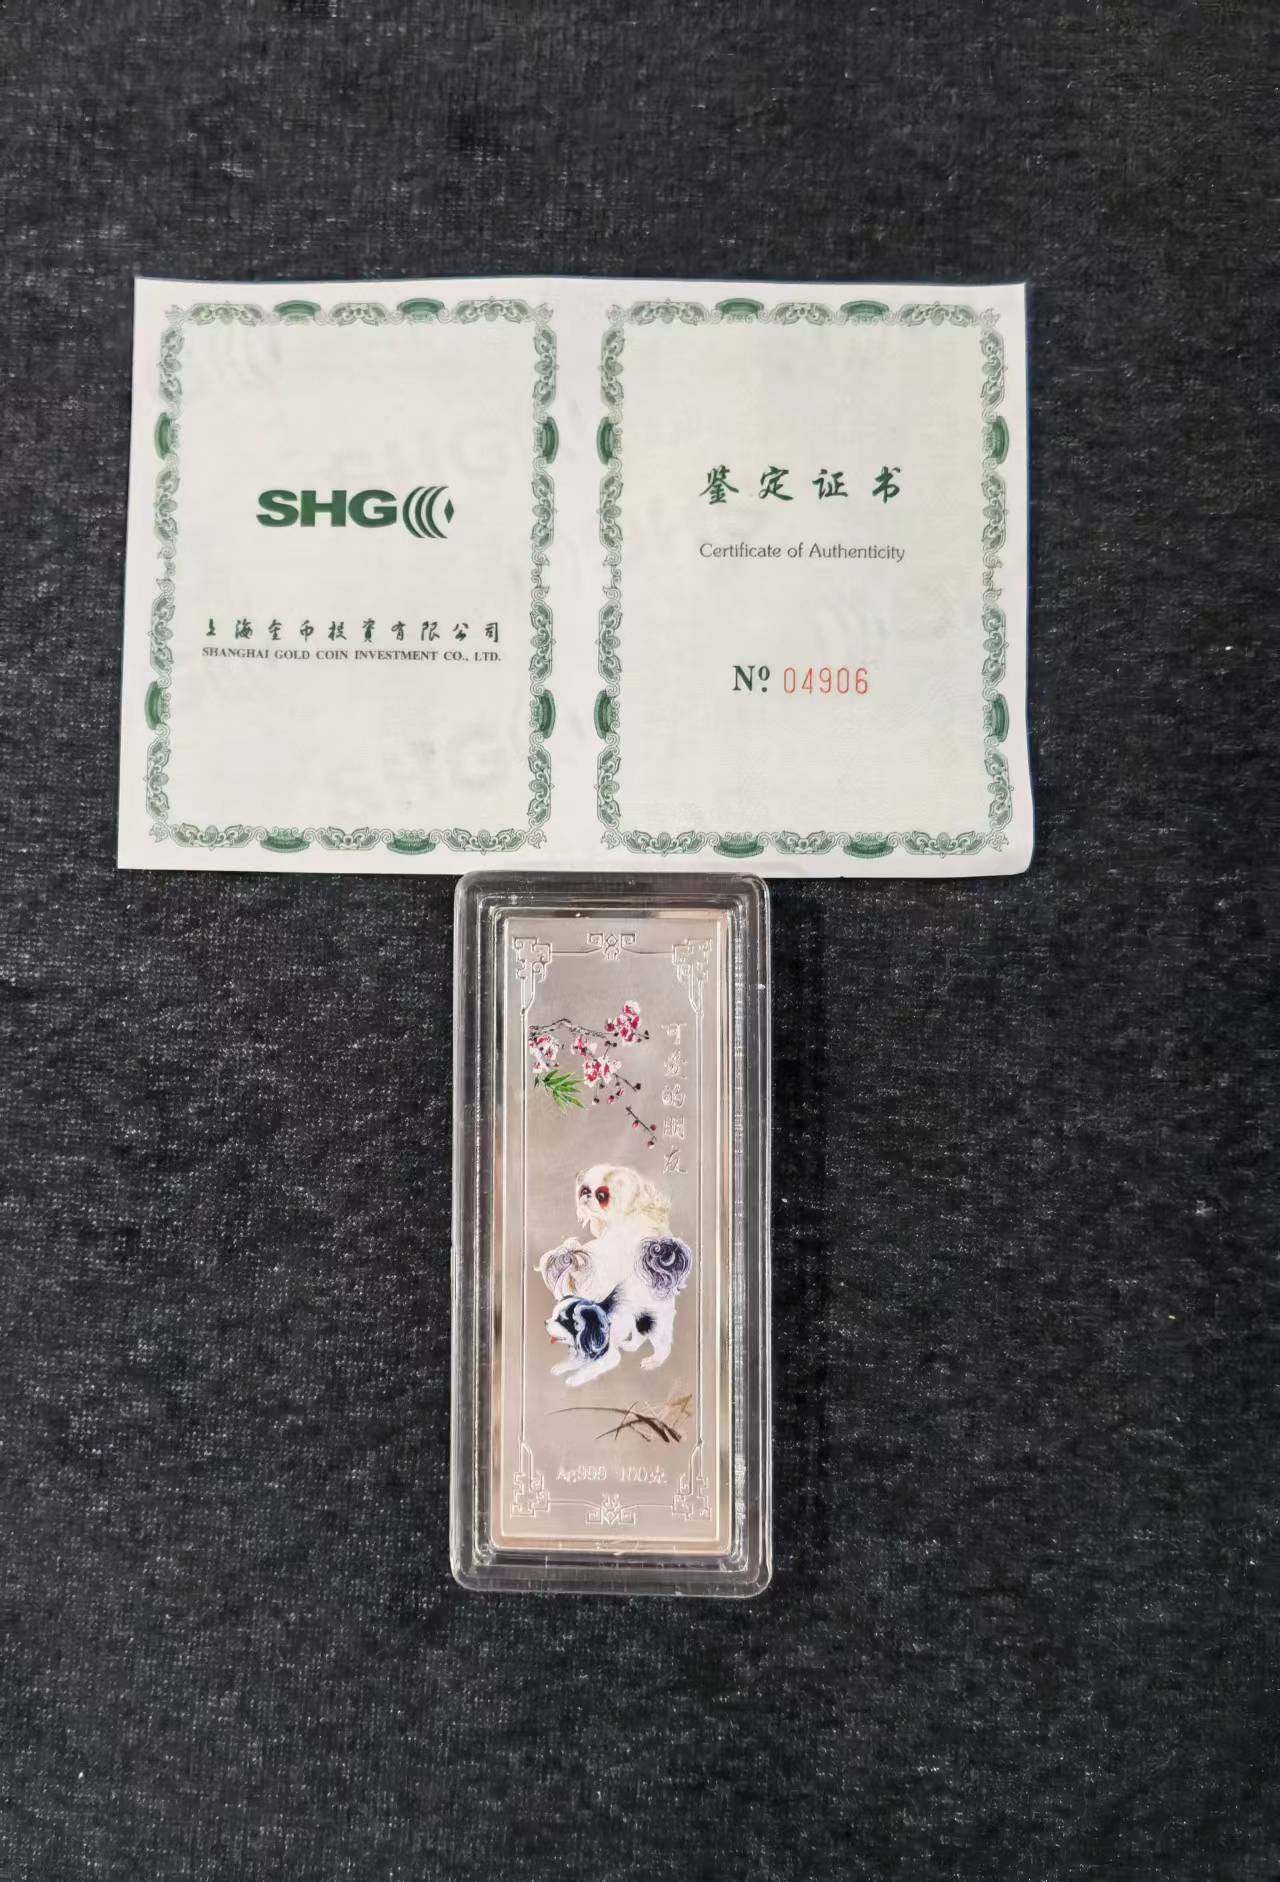 SHG
上海金币投資有限公司
SHANGHAI GOLD COIN INVESTMENT CO., LTD.
鉴定证书
Certificate of Authenticity
Nº. 04906
可爱的朋友
Ag999 100克